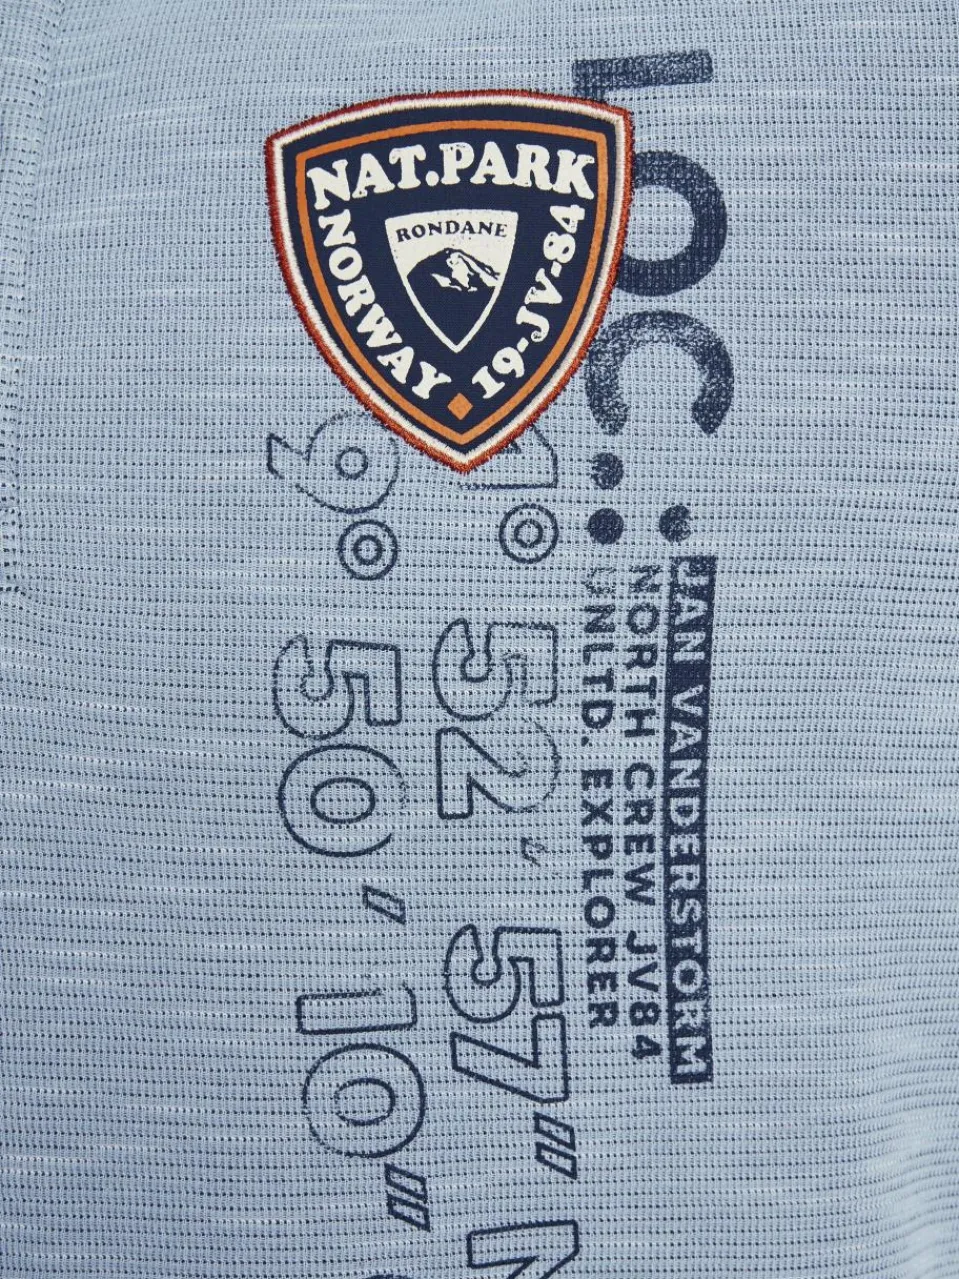 NAT.PARK
NORWAY
19-JV-84
RONDANE
LOC.:
JAN VANDERSTORM
NORTH CREW JV84
UNLTD. EXPLORER
52' 57" N
9° 50' 10"